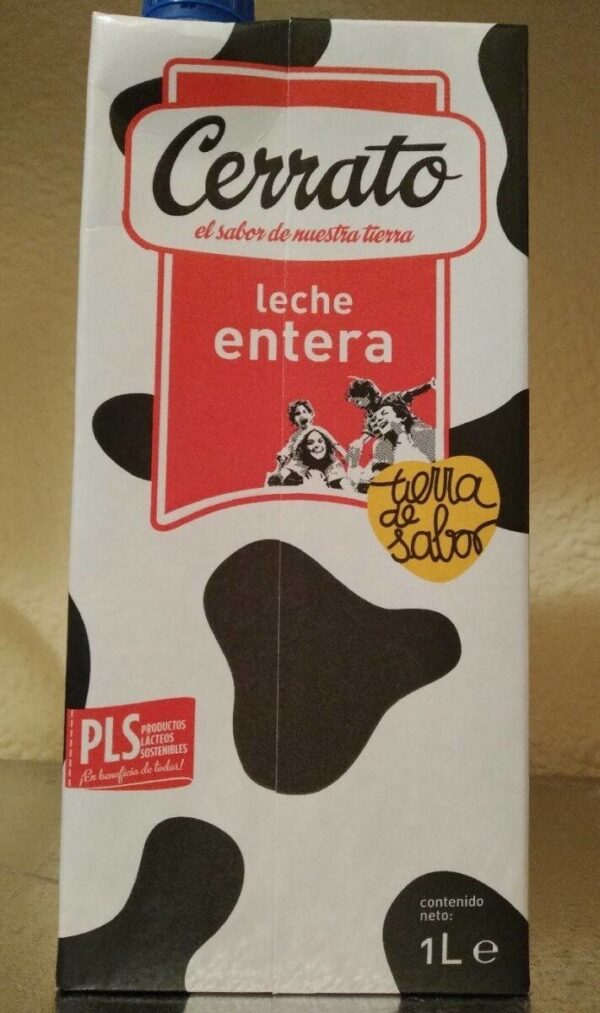 Cerrato
el sabor de nuestra tierra
leche
entera
tierra
de
sabor
PLS
PRODUCTOS
LÁCTEOS
SOSTENIBLES
¡En beneficio de todos!
contenido
neto:
1L e